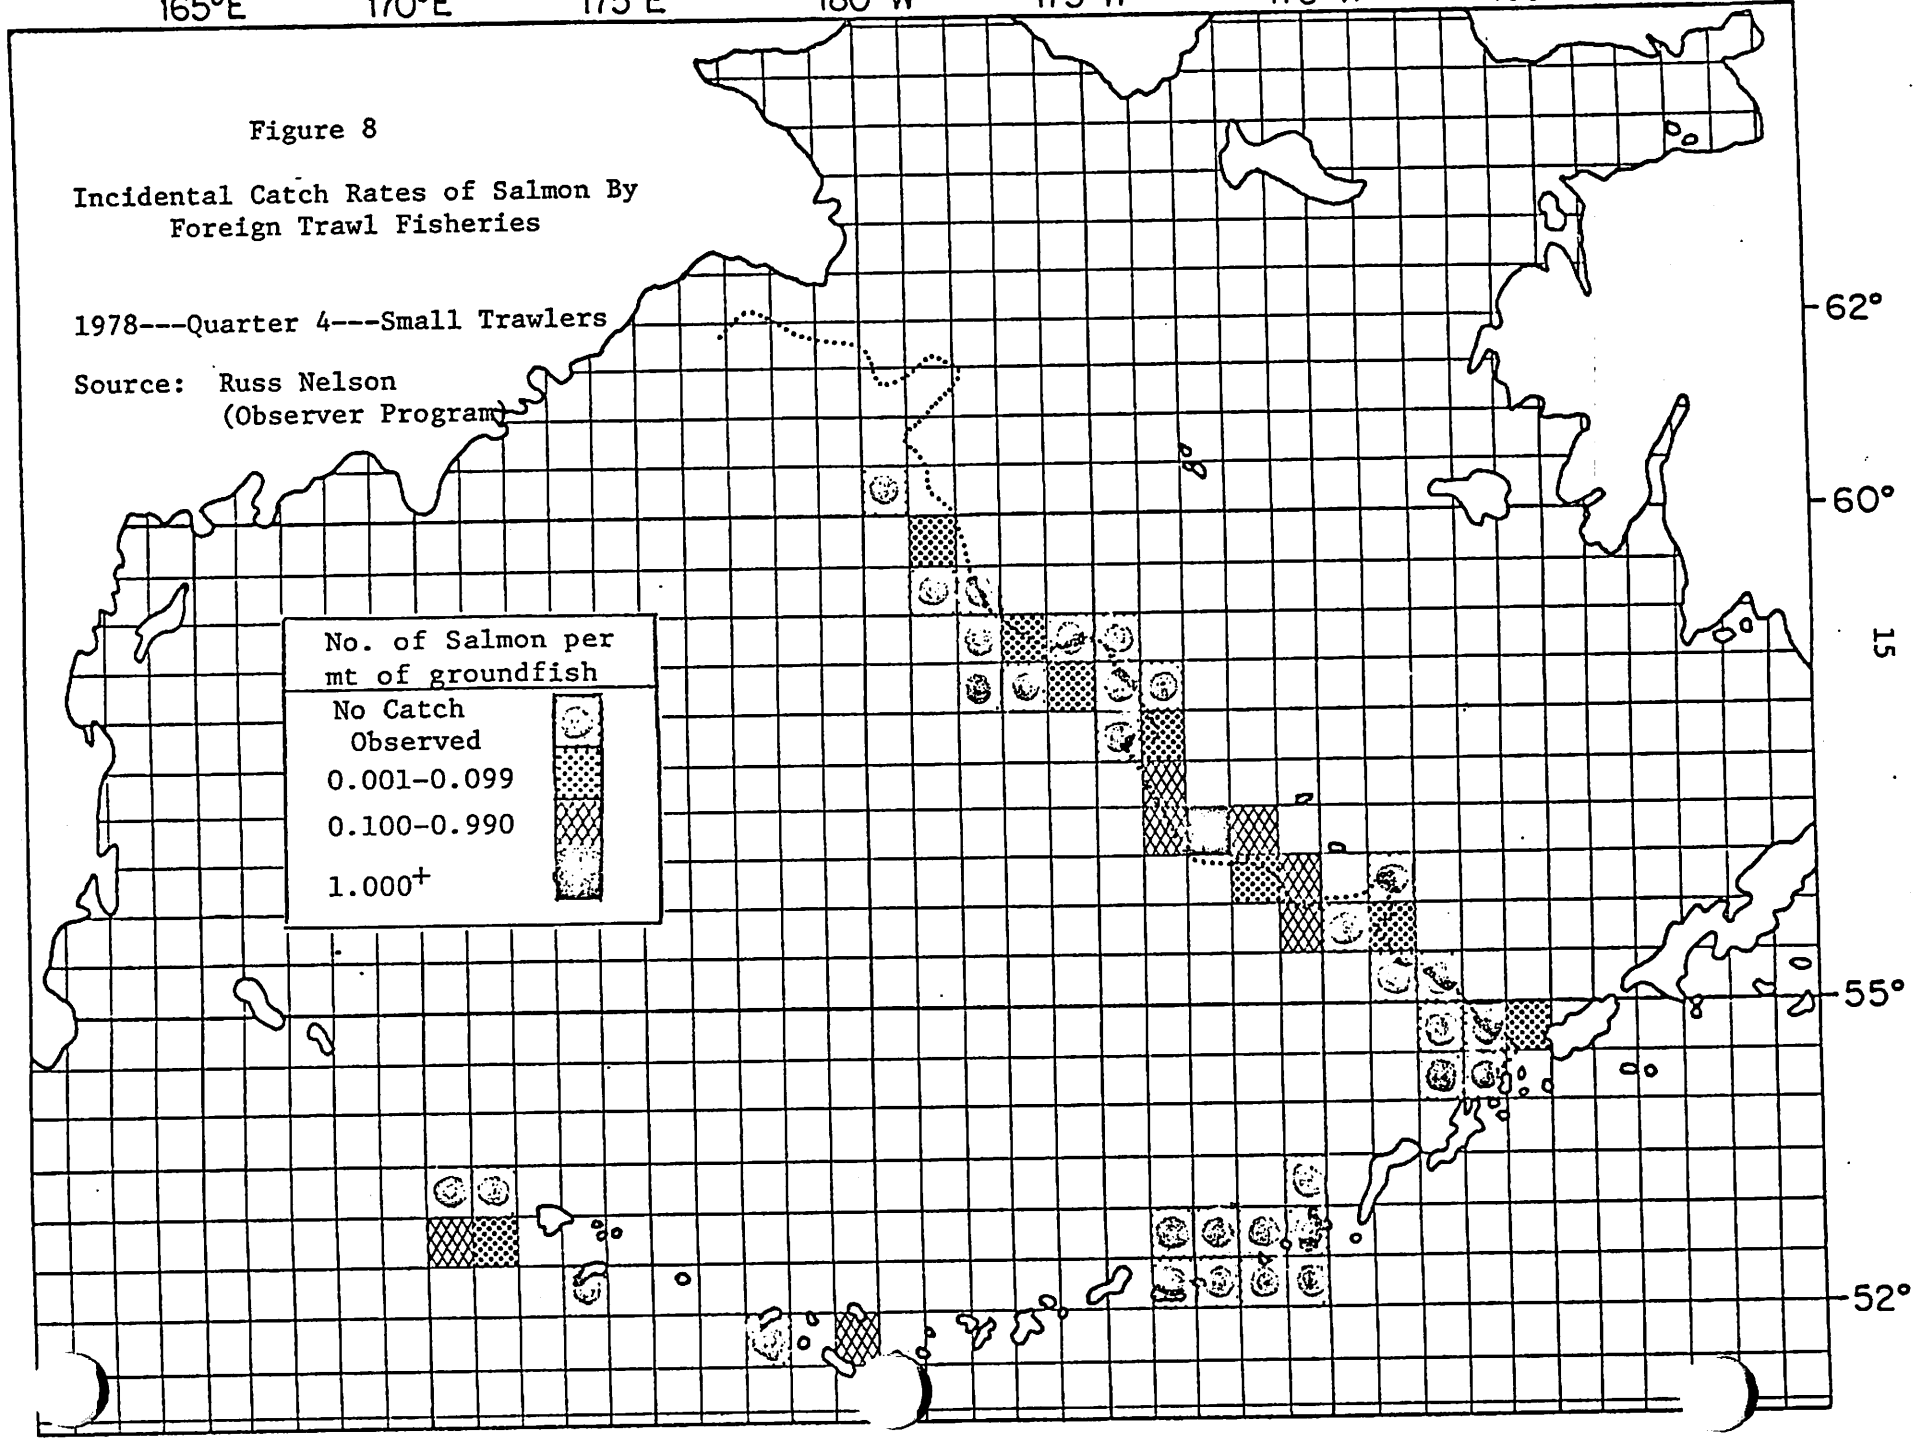 165°E 170°E 175°E 180° W
Figure 8
Incidental Catch Rates of Salmon By
Foreign Trawl Fisheries
1978---Quarter 4---Small Trawlers
Source: Russ Nelson
(Observer Program)
62°
60°
15
No. of Salmon per
mt of groundfish
No Catch
Observed
0.001-0.099
0.100-0.990
1.000+
55°
52°